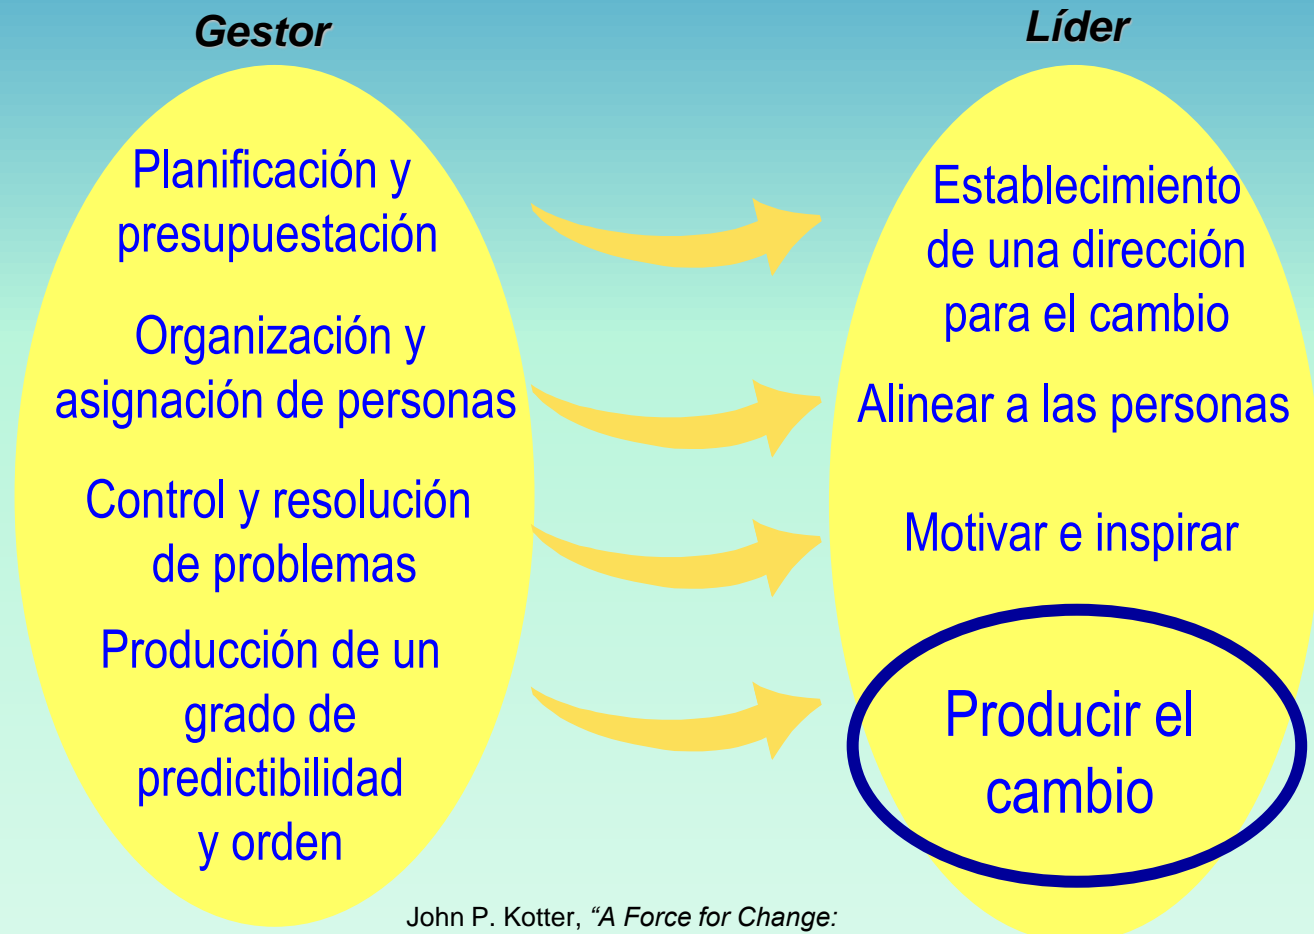 Gestor
Planificación y
presupuestación
Organización y
asignación de personas
Control y resolución
de problemas
Producción de un
grado de
predictibilidad
y orden
Líder
Establecimiento
de una dirección
para el cambio
Alinear a las personas
Motivar e inspirar
Producir el
cambio
John P. Kotter, “A Force for Change: